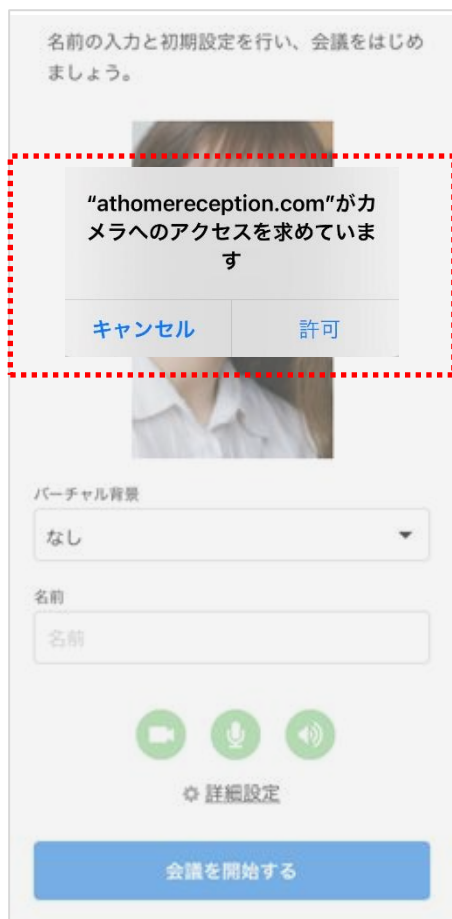 名前の入力と初期設定を行い、会議をはじめ
ましょう。
“athomereception.com”がカ
メラへのアクセスを求めていま
す
キャンセル
許可
バーチャル背景
なし
名前
名前
詳細設定
会議を開始する